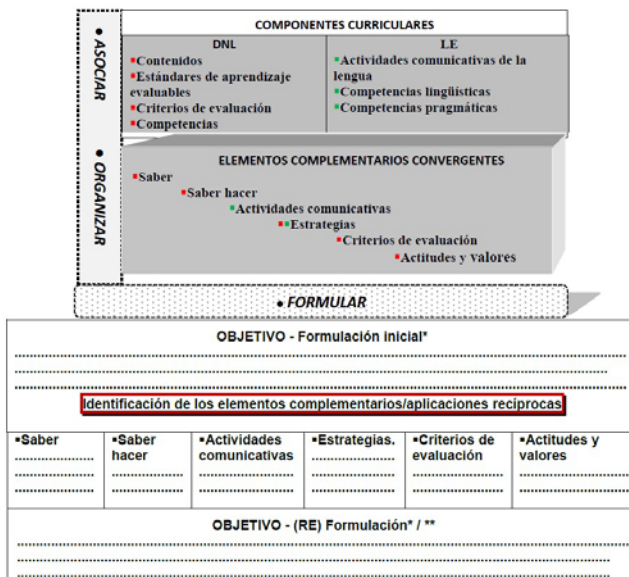 COMPONENTES CURRICULARES
• ASOCIAR
DNL
▪Contenidos
▪Estándares de aprendizaje
evaluables
▪Criterios de evaluación
▪Competencias
LE
▪Actividades comunicativas de la
lengua
▪Competencias lingüísticas
▪Competencias pragmáticas
• ORGANIZAR
ELEMENTOS COMPLEMENTARIOS CONVERGENTES
▪Saber
▪Saber hacer
▪Actividades comunicativas
▪▪Estrategias
▪Criterios de evaluación
▪Actitudes y valores
• FORMULAR
OBJETIVO - Formulación inicial*
Identificación de los elementos complementarios/aplicaciones recíprocas
▪Saber
▪Saber
hacer
▪Actividades
comunicativas
▪Estrategias.
▪Criterios de
evaluación
▪Actitudes y
valores
OBJETIVO - (RE) Formulación* / **